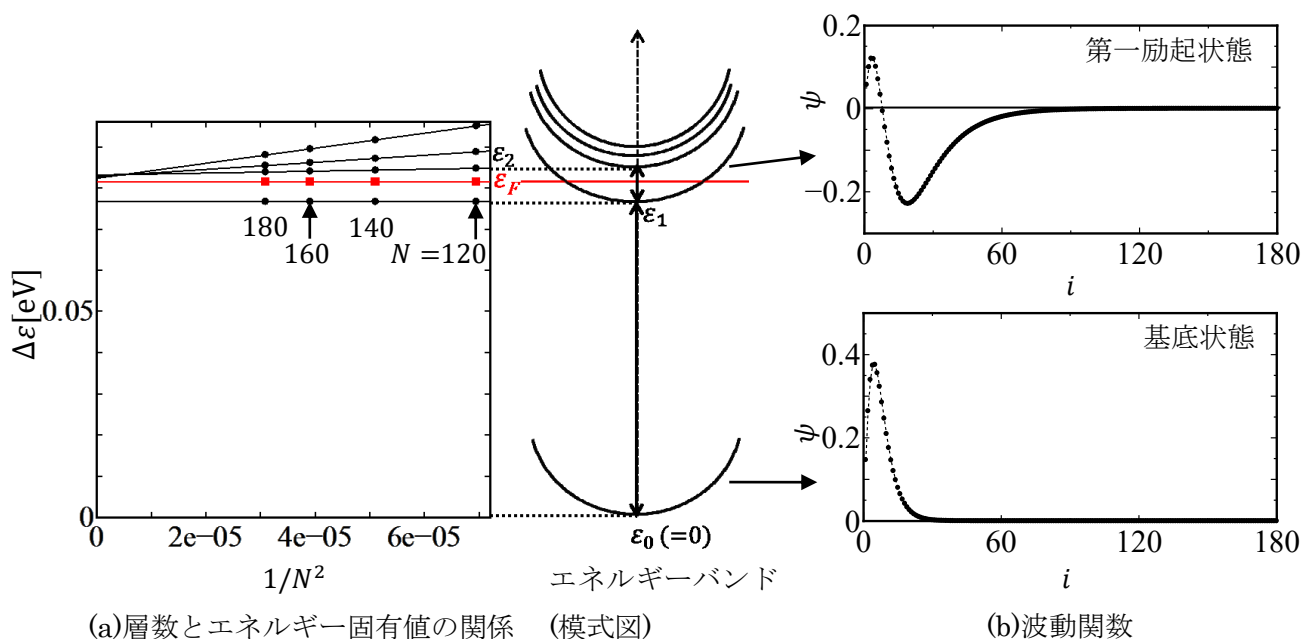 Δε[eV]
0.05
0
180
160
140
N =120
0
2e−05
4e−05
6e−05
1/N²
(a)層数とエネルギー固有値の関係
ε₂
ε_F
ε₁
ε₀(=0)
エネルギーバンド
(模式図)
第一励起状態
ψ
0.2
0
−0.2
0
60
120
180
i
基底状態
ψ
0.4
0.2
0
0
60
120
180
i
(b)波動関数